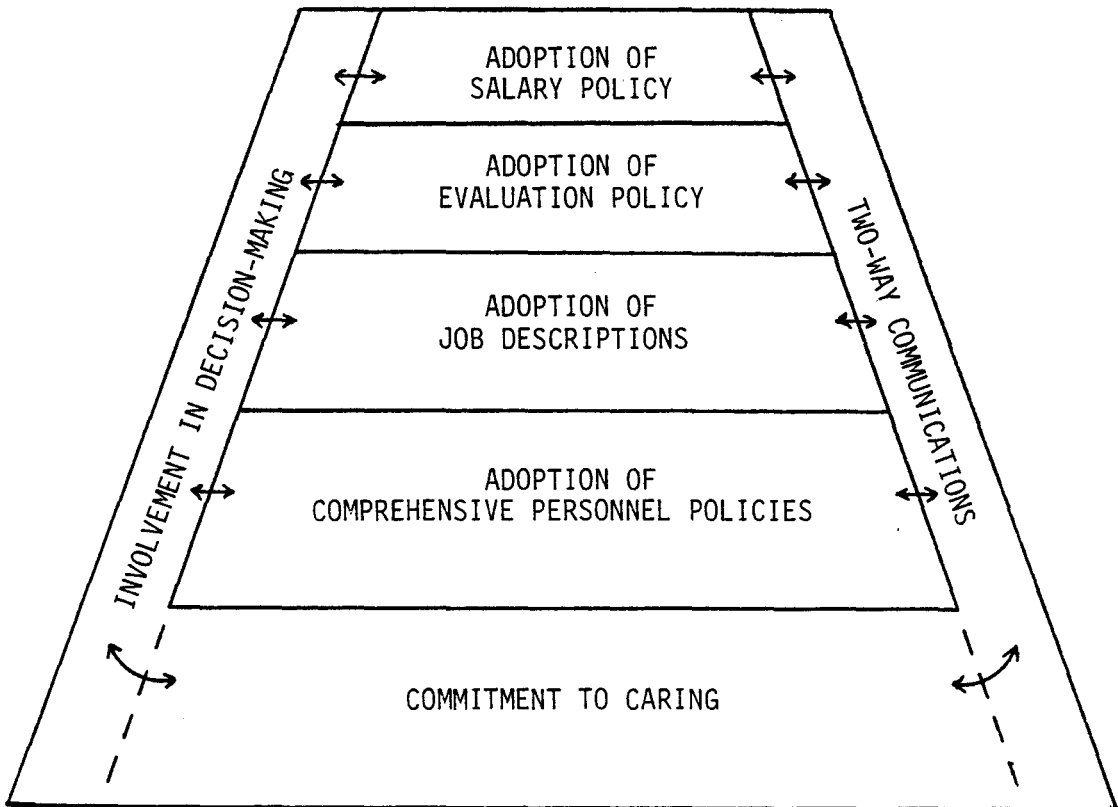 ADOPTION OF
SALARY POLICY
ADOPTION OF
EVALUATION POLICY
ADOPTION OF
JOB DESCRIPTIONS
ADOPTION OF
COMPREHENSIVE PERSONNEL POLICIES
COMMITMENT TO CARING
INVOLVEMENT IN DECISION-MAKING
TWO-WAY COMMUNICATIONS